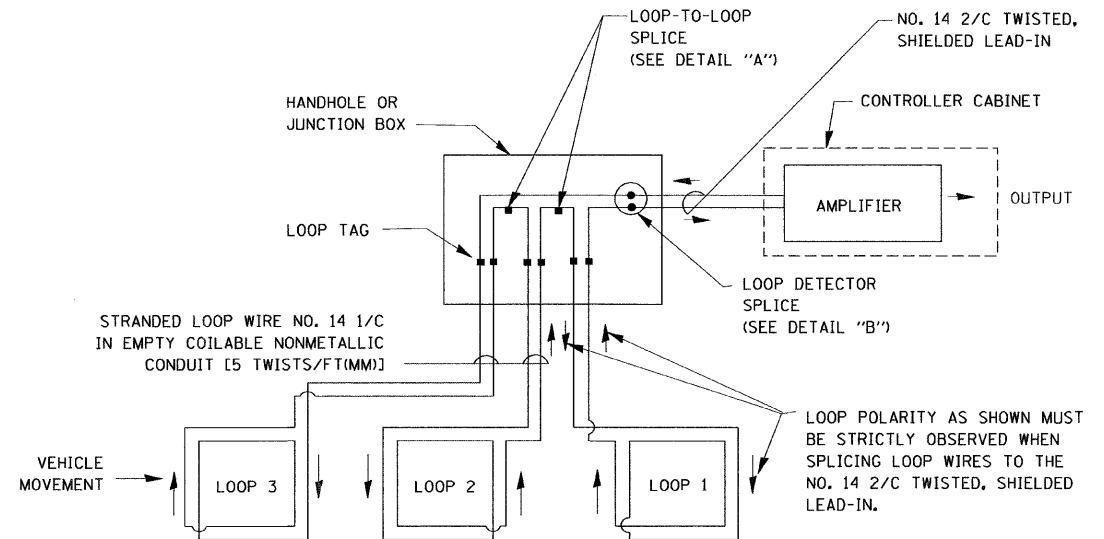 LOOP-TO-LOOP
SPLICE
(SEE DETAIL "A")
NO. 14 2/C TWISTED,
SHIELDED LEAD-IN
HANDHOLE OR
JUNCTION BOX
CONTROLLER CABINET
AMPLIFIER
OUTPUT
LOOP TAG
LOOP DETECTOR
SPLICE
(SEE DETAIL "B")
STRANDED LOOP WIRE NO. 14 1/C
IN EMPTY COILABLE NONMETALLIC
CONDUIT [5 TWISTS/FT(MM)]
LOOP POLARITY AS SHOWN MUST
BE STRICTLY OBSERVED WHEN
SPLICING LOOP WIRES TO THE
NO. 14 2/C TWISTED, SHIELDED
LEAD-IN.
VEHICLE
MOVEMENT
LOOP 3
LOOP 2
LOOP 1